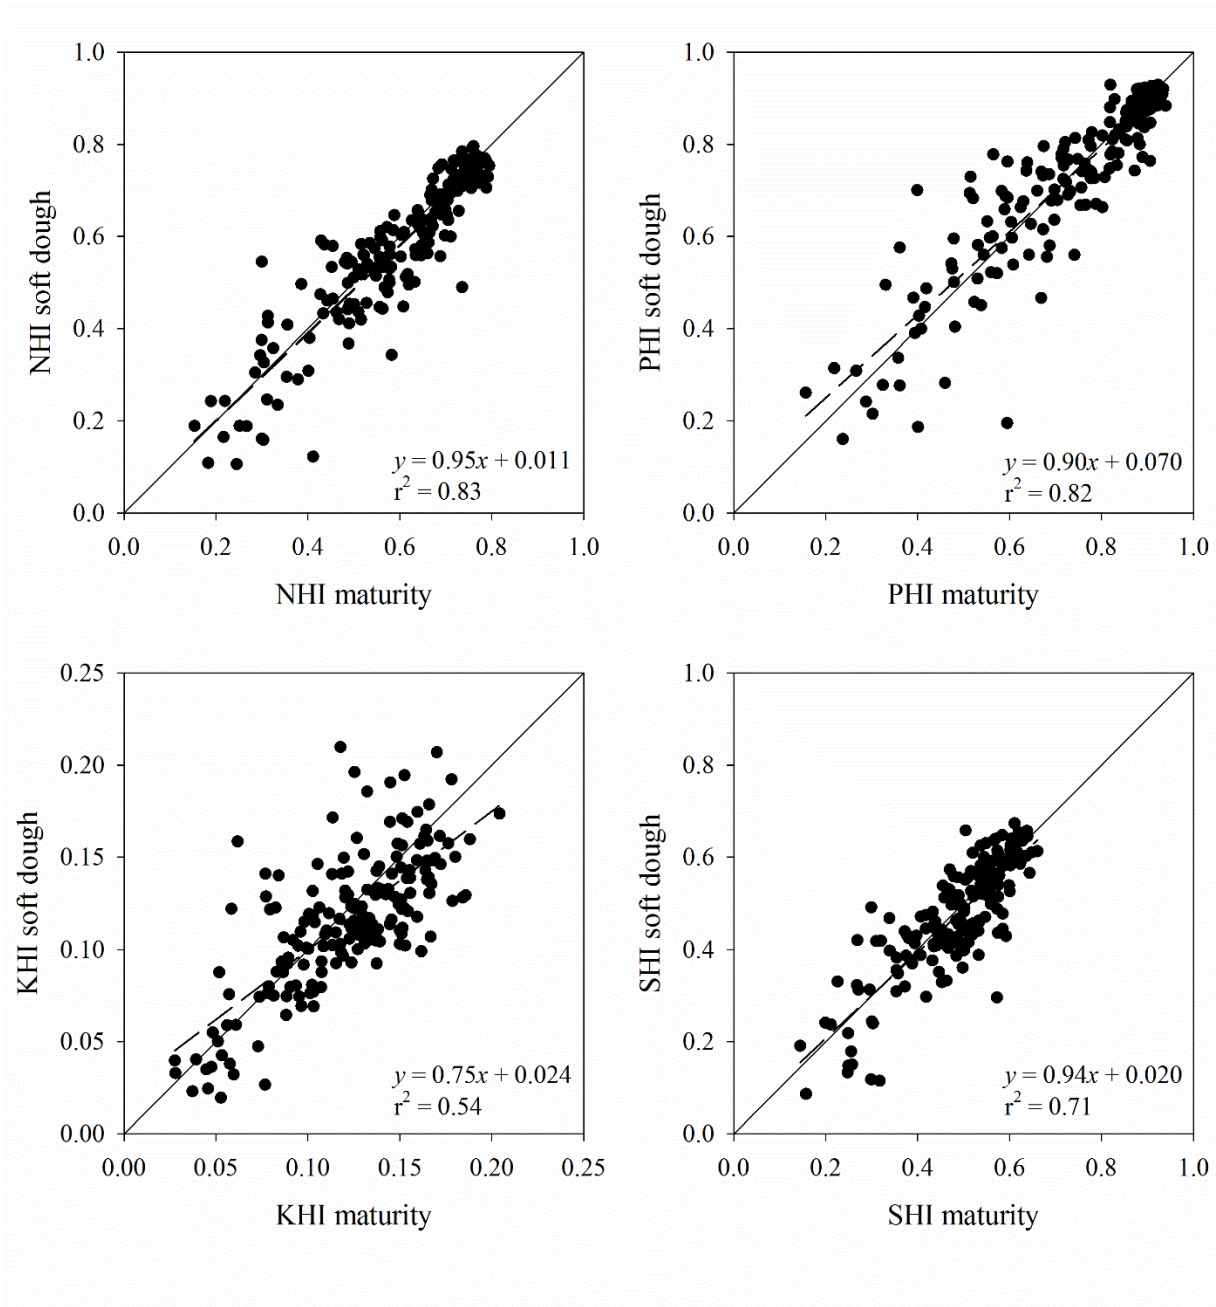 1.0
0.8
0.6
0.4
0.2
0.0
NHI soft dough
y = 0.95x + 0.011
r² = 0.83
0.0 0.2 0.4 0.6 0.8 1.0
NHI maturity
1.0
0.8
0.6
0.4
0.2
0.0
PHI soft dough
y = 0.90x + 0.070
r² = 0.82
0.0 0.2 0.4 0.6 0.8 1.0
PHI maturity
0.25
0.20
0.15
0.10
0.05
0.00
KHI soft dough
y = 0.75x + 0.024
r² = 0.54
0.00 0.05 0.10 0.15 0.20 0.25
KHI maturity
1.0
0.8
0.6
0.4
0.2
0.0
SHI soft dough
y = 0.94x + 0.020
r² = 0.71
0.0 0.2 0.4 0.6 0.8 1.0
SHI maturity